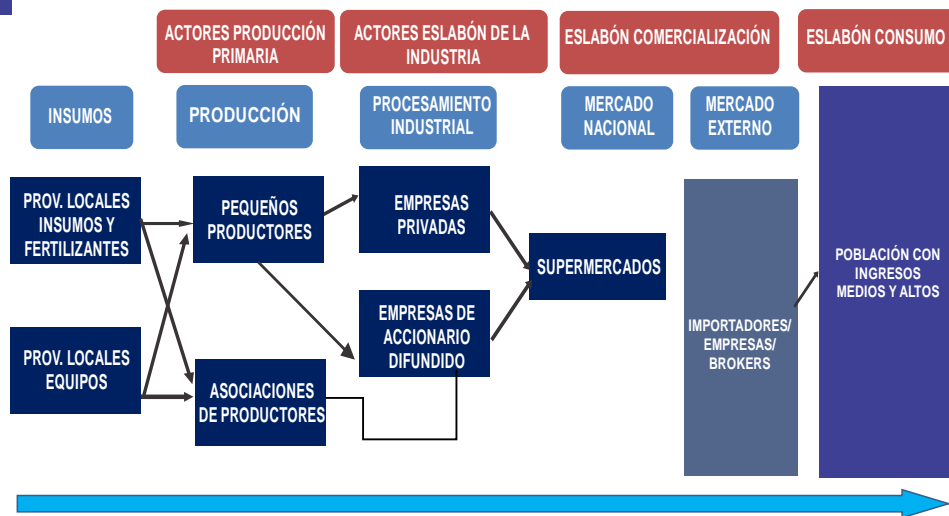 ACTORES PRODUCCIÓN
PRIMARIA
ACTORES ESLABÓN DE LA
INDUSTRIA
ESLABÓN COMERCIALIZACIÓN
ESLABÓN CONSUMO
INSUMOS
PRODUCCIÓN
PROCESAMIENTO
INDUSTRIAL
MERCADO
NACIONAL
MERCADO
EXTERNO
PROV. LOCALES
INSUMOS Y
FERTILIZANTES
PEQUEÑOS
PRODUCTORES
EMPRESAS
PRIVADAS
SUPERMERCADOS
POBLACIÓN CON
INGRESOS
MEDIOS Y ALTOS
PROV. LOCALES
EQUIPOS
ASOCIACIONES
DE PRODUCTORES
EMPRESAS DE
ACCIONARIO
DIFUNDIDO
IMPORTADORES/
EMPRESAS/
BROKERS